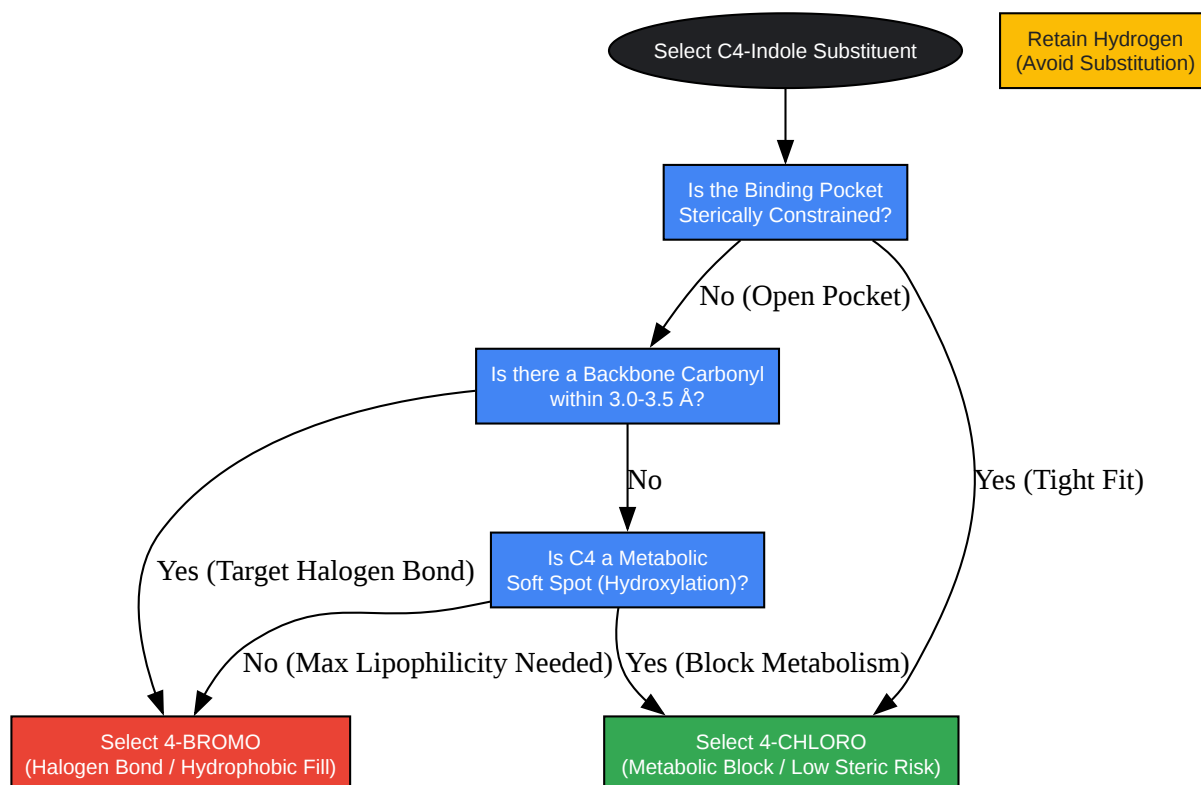 Select C4-Indole Substituent
Retain Hydrogen
(Avoid Substitution)
Is the Binding Pocket
Sterically Constrained?
No (Open Pocket)
Is there a Backbone Carbonyl
within 3.0-3.5 Å?
No
Yes (Tight Fit)
Is C4 a Metabolic
Soft Spot (Hydroxylation)?
Yes (Target Halogen Bond)
No (Max Lipophilicity Needed)
Yes (Block Metabolism)
Select 4-BROMO
(Halogen Bond / Hydrophobic Fill)
Select 4-CHLORO
(Metabolic Block / Low Steric Risk)